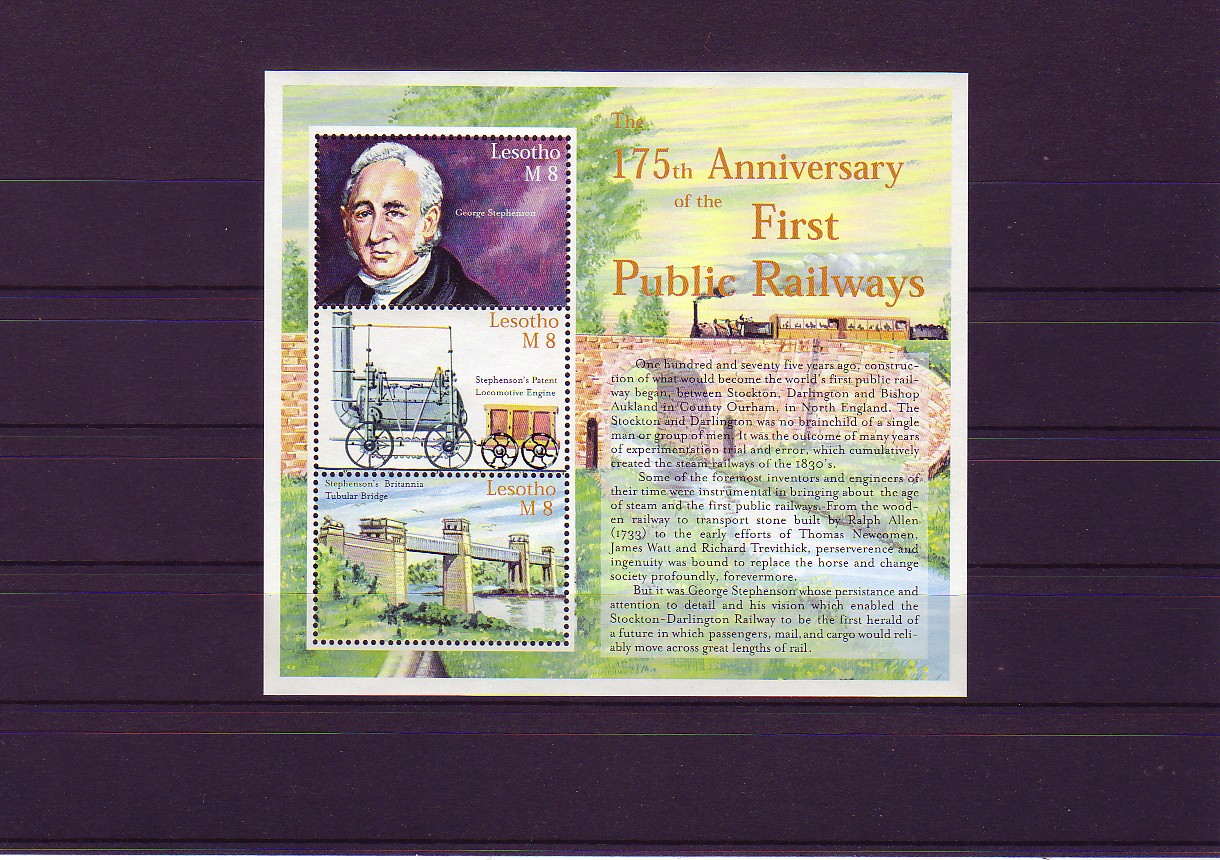 Lesotho
M 8
George Stephenson
Lesotho
M 8
Stephenson's Patent
Locomotive Engine
Stephenson's Britannia
Tubular Bridge
Lesotho
M 8
The
175th Anniversary
of the
First
Public Railways
One hundred and seventy five years ago, construc-
tion of what would become the world's first public rail-
way began, between Stockton, Darlington and Bishop
Aukland in County Ourham, in North England. The
Stockton and Darlington was no brainchild of a single
man or group of men. It was the outcome of many years
of experimentation trial and error, which cumulatively
created the steam railways of the 1830's.
Some of the foremost inventors and engineers of
their time were instrumental in bringing about the age
of steam and the first public railways. From the wood-
en railway to transport stone built by Ralph Allen
(1733) to the early efforts of Thomas Newcomen,
James Watt and Richard Trevithick, perserverence and
ingenuity was bound to replace the horse and change
society profoundly, forevermore.
But it was George Stephenson whose persistance and
attention to detail and his vision which enabled the
Stockton-Darlington Railway to be the first herald of
a future in which passengers, mail, and cargo would reli-
ably move across great lengths of rail.